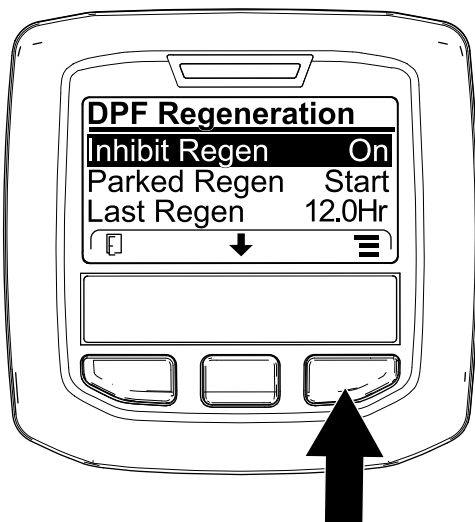 DPF Regeneration
Inhibit Regen On
Parked Regen Start
Last Regen 12.0Hr